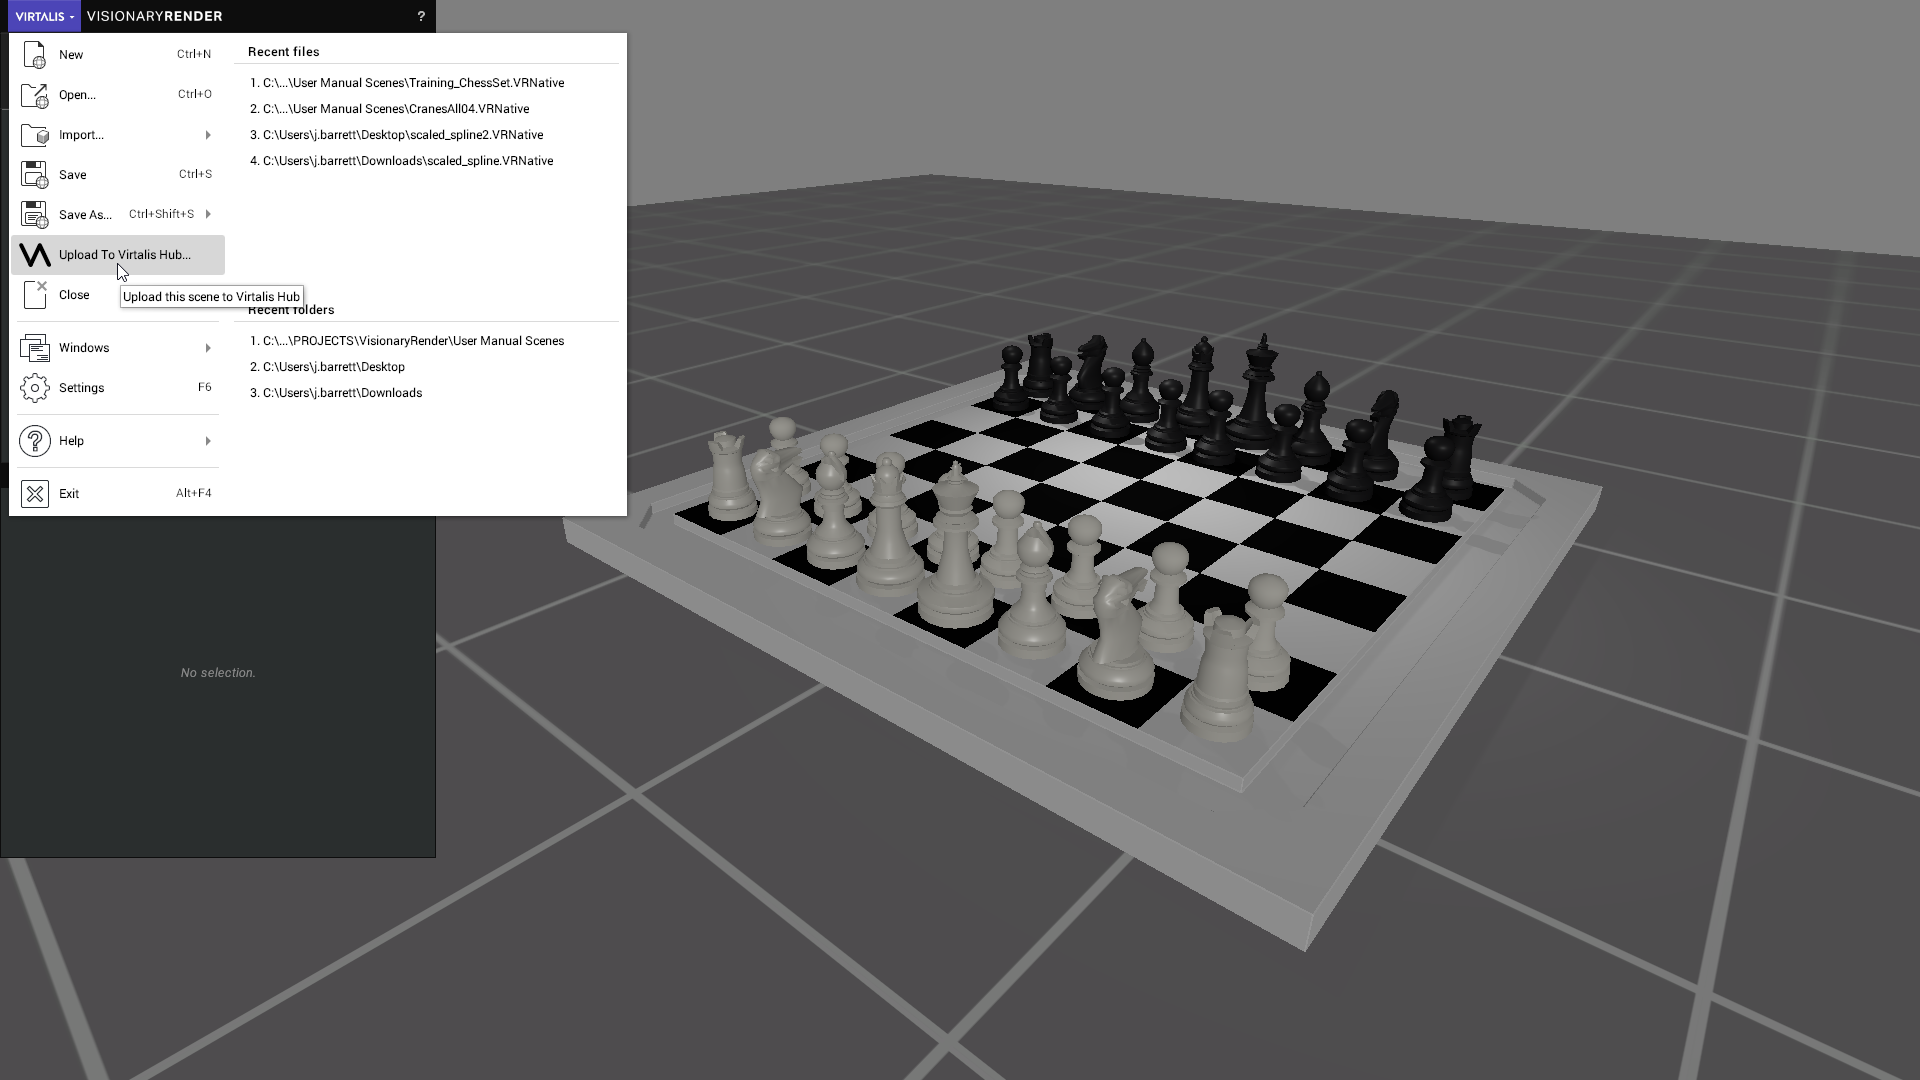 VIRTALIS VISIONARYRENDER ?
New Ctrl+N
Open... Ctrl+O
Import...
Save Ctrl+S
Save As... Ctrl+Shift+S
Upload To Virtalis Hub...
Close
Upload this scene to Virtalis Hub
Windows
Settings F6
Help
Exit Alt+F4
Recent files
1. C:\...\User Manual Scenes\Training_ChessSet.VRNative
2. C:\...\User Manual Scenes\CranesAll04.VRNative
3. C:\Users\j.barrett\Desktop\scaled_spline2.VRNative
4. C:\Users\j.barrett\Downloads\scaled_spline.VRNative
Recent folders
1. C:\...\PROJECTS\VisionaryRender\User Manual Scenes
2. C:\Users\j.barrett\Desktop
3. C:\Users\j.barrett\Downloads
No selection.